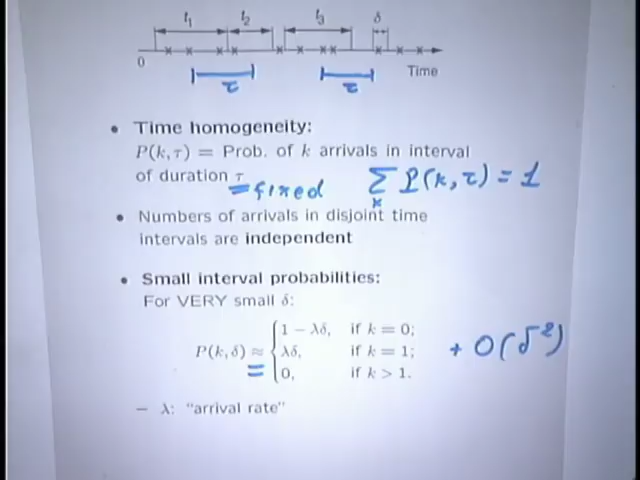 t₁ t₂ t₃ δ
0 Time
τ τ
• Time homogeneity:
P(k, τ) = Prob. of k arrivals in interval
of duration τ
= fixed Σ P(k, τ) = 1
k
• Numbers of arrivals in disjoint time
intervals are independent
• Small interval probabilities:
For VERY small δ:
1 − λδ, if k = 0;
P(k, δ) ≈ { λδ, if k = 1; + O(δ²)
= 0, if k > 1.
– λ: "arrival rate"